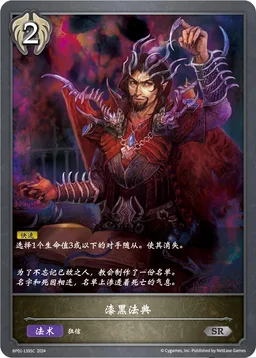 2
快速
选择1个生命值3或以下的对手随从。使其消失。
为了不忘记已故之人，教会制作了一份名单。
名字和死因相连，名单上渗透着死亡的气息。
漆黑法典
法术
SR
BP01-135SC 2024
© Cygames, Inc. Published by NetEase Games